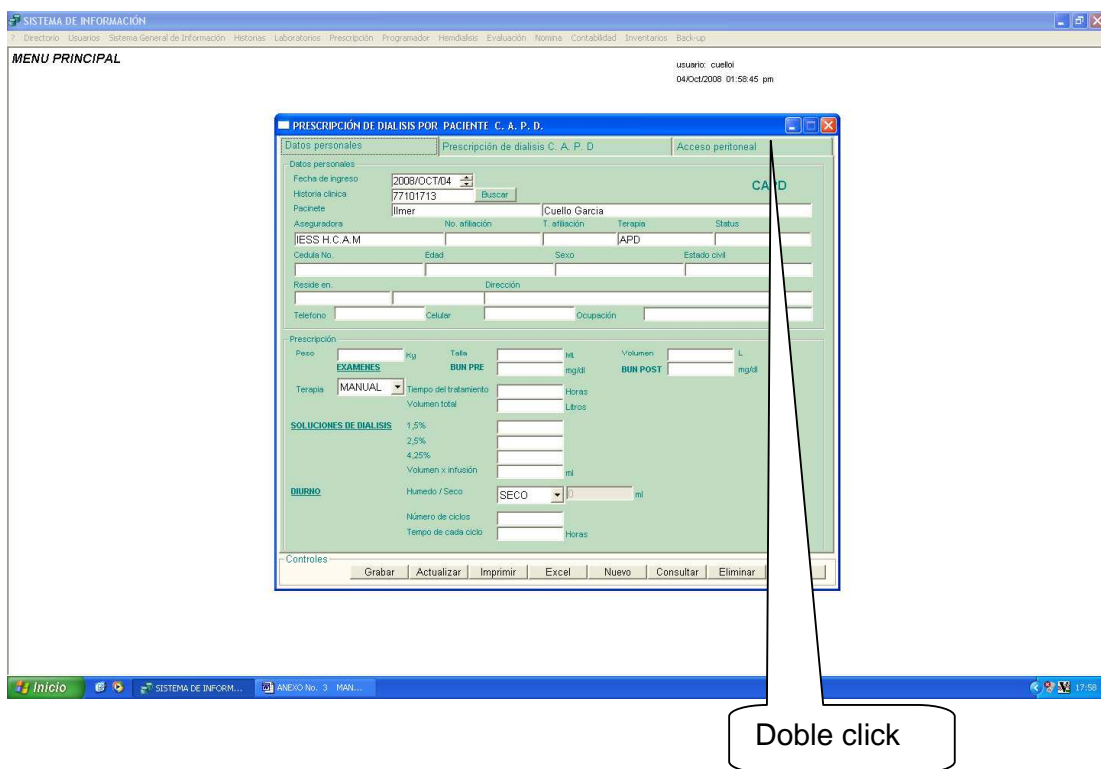 SISTEMA DE INFORMACIÓN
? Directorio Usuarios Sistema General de Información Historias Laboratorios Prescripción Programador Hemdialisis Evaluación Nomina Contabilidad Inventarios Back-up
MENU PRINCIPAL
usuario: cuelloi
04/Oct/2008 01:58:45 pm
PRESCRIPCIÓN DE DIALISIS POR PACIENTE C. A. P. D.
Datos personales Prescripción de dialisis C. A. P. D Acceso peritoneal
Datos personales
Fecha de ingreso 2008/OCT/04
CAPD
Historia clinica 77101713 Buscar
Pacinete Ilmer Cuello Garcia
Aseguradora No. afiliación T. afiliación Terapia Status
IESS H.C.A.M APD
Cedula No. Edad Sexo Estado civil
Reside en. Dirección
Telefono Celular Ocupación
Prescripción
Peso Kg Talla Mt. Volumen L
EXAMENES BUN PRE mg/dl BUN POST mg/dl
Terapia MANUAL Tiempo del tratamiento Horas
Volumen total Litros
SOLUCIONES DE DIALISIS 1,5%
2,5%
4,25%
Volumen x infusión ml
DIURNO Humedo / Seco SECO 0 ml
Número de ciclos
Tempo de cada ciclo Horas
Controles
Grabar Actualizar Imprimir Excel Nuevo Consultar Eliminar
Inicio SISTEMA DE INFORM... ANEXO No. 3 MAN... 17:58
Doble click